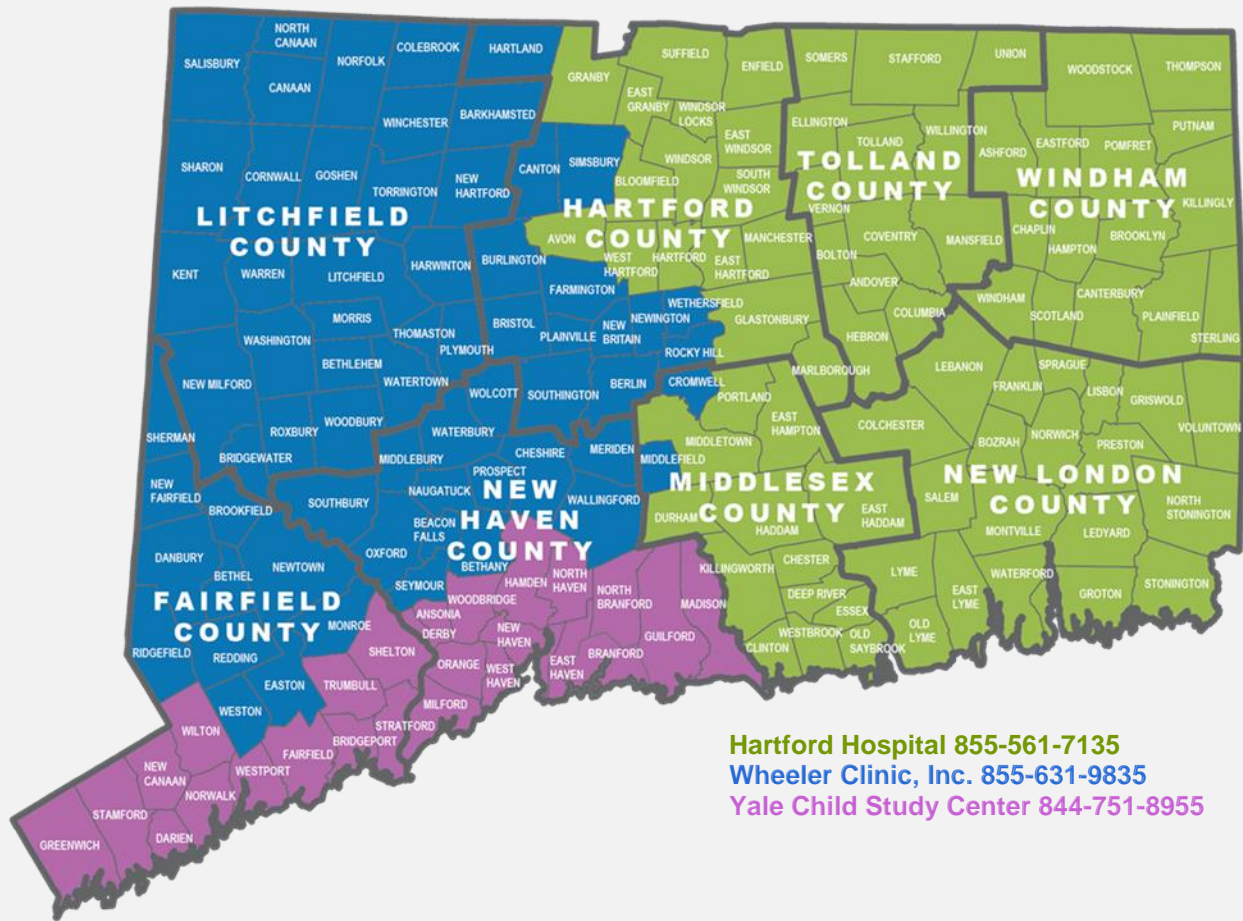 NORTH
CANAAN
COLEBROOK
HARTLAND
SALISBURY
NORFOLK
CANAAN
GRANBY
SUFFIELD
ENFIELD
SOMERS
STAFFORD
UNION
WOODSTOCK
THOMPSON
EAST
GRANBY
WINDSOR
LOCKS
BARKHAMSTED
WINCHESTER
EAST
WINDSOR
ELLINGTON
TOLLAND
WILLINGTON
PUTNAM
SHARON
CORNWALL
GOSHEN
TORRINGTON
NEW
HARTFORD
CANTON
SIMSBURY
WINDSOR
BLOOMFIELD
SOUTH
WINDSOR
ASHFORD
EASTFORD
POMFRET
LITCHFIELD
COUNTY
HARTFORD
COUNTY
TOLLAND
COUNTY
WINDHAM
COUNTY
VERNON
KILLINGLY
AVON
WEST
HARTFORD
HARTFORD
EAST
HARTFORD
MANCHESTER
BOLTON
COVENTRY
MANSFIELD
CHAPLIN
HAMPTON
BROOKLYN
KENT
WARREN
LITCHFIELD
HARWINTON
BURLINGTON
FARMINGTON
ANDOVER
COLUMBIA
WINDHAM
SCOTLAND
CANTERBURY
PLAINFIELD
STERLING
WASHINGTON
MORRIS
THOMASTON
PLYMOUTH
BRISTOL
PLAINVILLE
NEW
BRITAIN
NEWINGTON
WETHERSFIELD
GLASTONBURY
ROCKY HILL
HEBRON
MARLBOROUGH
NEW MILFORD
BETHLEHEM
WATERTOWN
WOLCOTT
SOUTHINGTON
BERLIN
CROMWELL
PORTLAND
LEBANON
FRANKLIN
SPRAGUE
LISBON
GRISWOLD
VOLUNTOWN
SHERMAN
ROXBURY
WOODBURY
BRIDGEWATER
WATERBURY
MIDDLEBURY
CHESHIRE
MERIDEN
MIDDLETOWN
EAST
HAMPTON
COLCHESTER
BOZRAH
NORWICH
PRESTON
MIDDLEFIELD
NEW
FAIRFIELD
BROOKFIELD
SOUTHBURY
NAUGATUCK
PROSPECT
WALLINGFORD
NEW
HAVEN
COUNTY
MIDDLESEX
COUNTY
NEW LONDON
COUNTY
DURHAM
HADDAM
EAST
HADDAM
SALEM
MONTVILLE
LEDYARD
NORTH
STONINGTON
DANBURY
BETHEL
NEWTOWN
OXFORD
BEACON
FALLS
BETHANY
SEYMOUR
HAMDEN
NORTH
HAVEN
NORTH
BRANFORD
MADISON
KILLINGWORTH
CHESTER
DEEP RIVER
ESSEX
LYME
EAST
LYME
WATERFORD
GROTON
STONINGTON
FAIRFIELD
COUNTY
MONROE
WOODBRIDGE
ANSONIA
DERBY
NEW
HAVEN
GUILFORD
BRANFORD
CLINTON
WESTBROOK
OLD
SAYBROOK
OLD
LYME
RIDGEFIELD
REDDING
SHELTON
ORANGE
WEST
HAVEN
EAST
HAVEN
EASTON
TRUMBULL
WESTON
MILFORD
STRATFORD
WILTON
BRIDGEPORT
FAIRFIELD
WESTPORT
NEW
CANAAN
NORWALK
STAMFORD
DARIEN
GREENWICH
Hartford Hospital 855-561-7135
Wheeler Clinic, Inc. 855-631-9835
Yale Child Study Center 844-751-8955